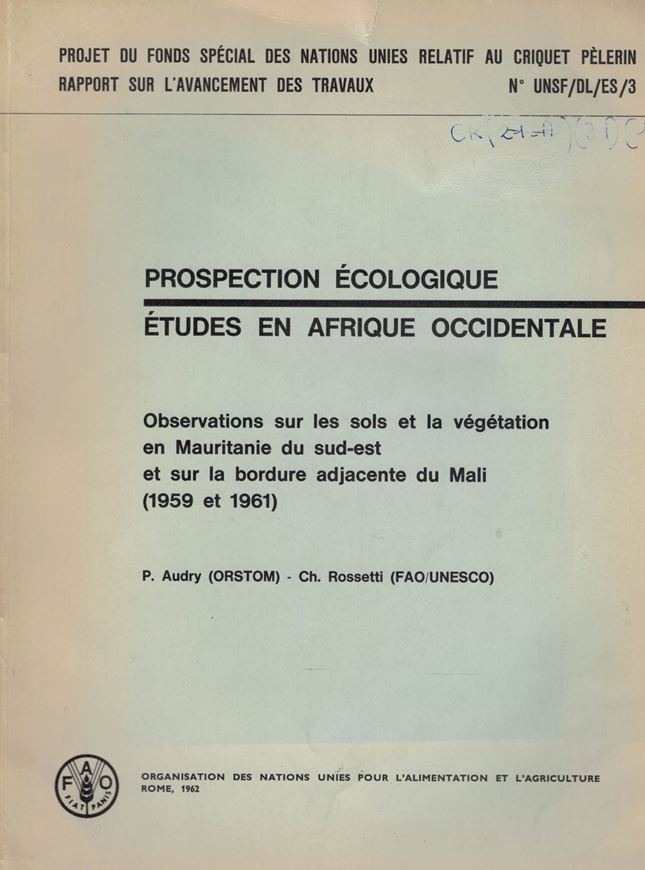 PROJET DU FONDS SPÉCIAL DES NATIONS UNIES RELATIF AU CRIQUET PÈLERIN
RAPPORT SUR L'AVANCEMENT DES TRAVAUX N° UNSF/DL/ES/3
PROSPECTION ÉCOLOGIQUE
ÉTUDES EN AFRIQUE OCCIDENTALE
Observations sur les sols et la végétation
en Mauritanie du sud-est
et sur la bordure adjacente du Mali
(1959 et 1961)
P. Audry (ORSTOM) - Ch. Rossetti (FAO/UNESCO)
FAO
FIAT PANIS
ORGANISATION DES NATIONS UNIES POUR L'ALIMENTATION ET L'AGRICULTURE
ROME, 1962